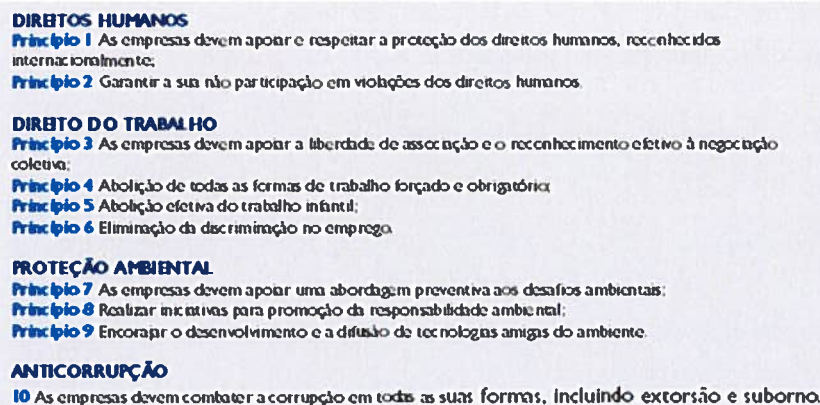 DIREITOS HUMANOS
Princípio 1 As empresas devem apoiar e respeitar a proteção dos direitos humanos, reconhecidos
internacionalmente;
Princípio 2 Garantir a sua não participação em violações dos direitos humanos.
DIREITO DO TRABALHO
Princípio 3 As empresas devem apoiar a liberdade de associação e o reconhecimento efetivo à negociação
coletiva;
Princípio 4 Abolição de todas as formas de trabalho forçado e obrigatório;
Princípio 5 Abolição efetiva do trabalho infantil;
Princípio 6 Eliminação da discriminação no emprego.
PROTEÇÃO AMBIENTAL
Princípio 7 As empresas devem apoiar uma abordagem preventiva aos desafios ambientais;
Princípio 8 Realizar iniciativas para promoção da responsabilidade ambiental;
Princípio 9 Encorajar o desenvolvimento e a difusão de tecnologias amigas do ambiente.
ANTICORRUPÇÃO
10 As empresas devem combater a corrupção em todas as suas formas, incluindo extorsão e suborno.